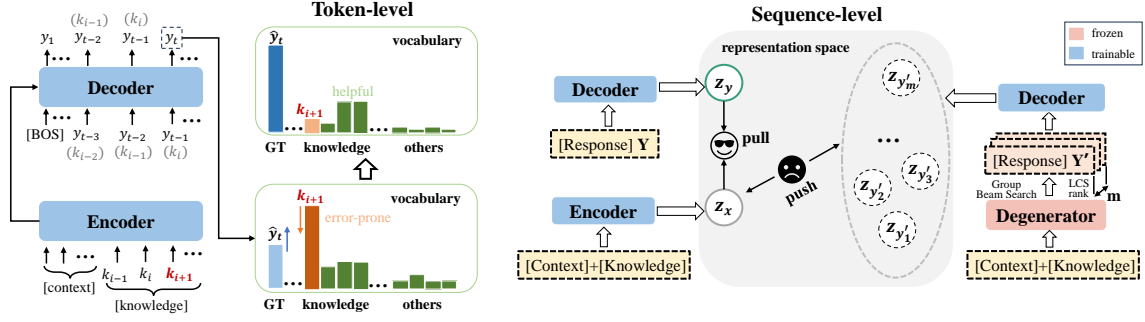 Token-level
(k_{i-1}) (k_i)
y_1 y_{t-2} y_{t-1} y_t
... ...
Decoder
... ...
[BOS] y_{t-3} y_{t-2} y_{t-1}
(k_{i-2}) (k_{i-1}) (k_i)
Encoder
... ...
[context] k_{i-1} k_i k_{i+1}
[knowledge]
ŷ_t vocabulary
helpful
k_{i+1}
... ...
GT knowledge others
k_{i+1} vocabulary
error-prone
ŷ_t
... ...
GT knowledge others
Sequence-level
representation space
frozen
trainable
Decoder
z_y
[Response] Y
pull
push
Encoder
z_x
[Context]+[Knowledge]
z_{y'_m}
...
z_{y'_3}
z_{y'_2}
z_{y'_1}
Decoder
[Response] Y'
Group
Beam Search
LCS
rank
m
Degenerator
[Context]+[Knowledge]